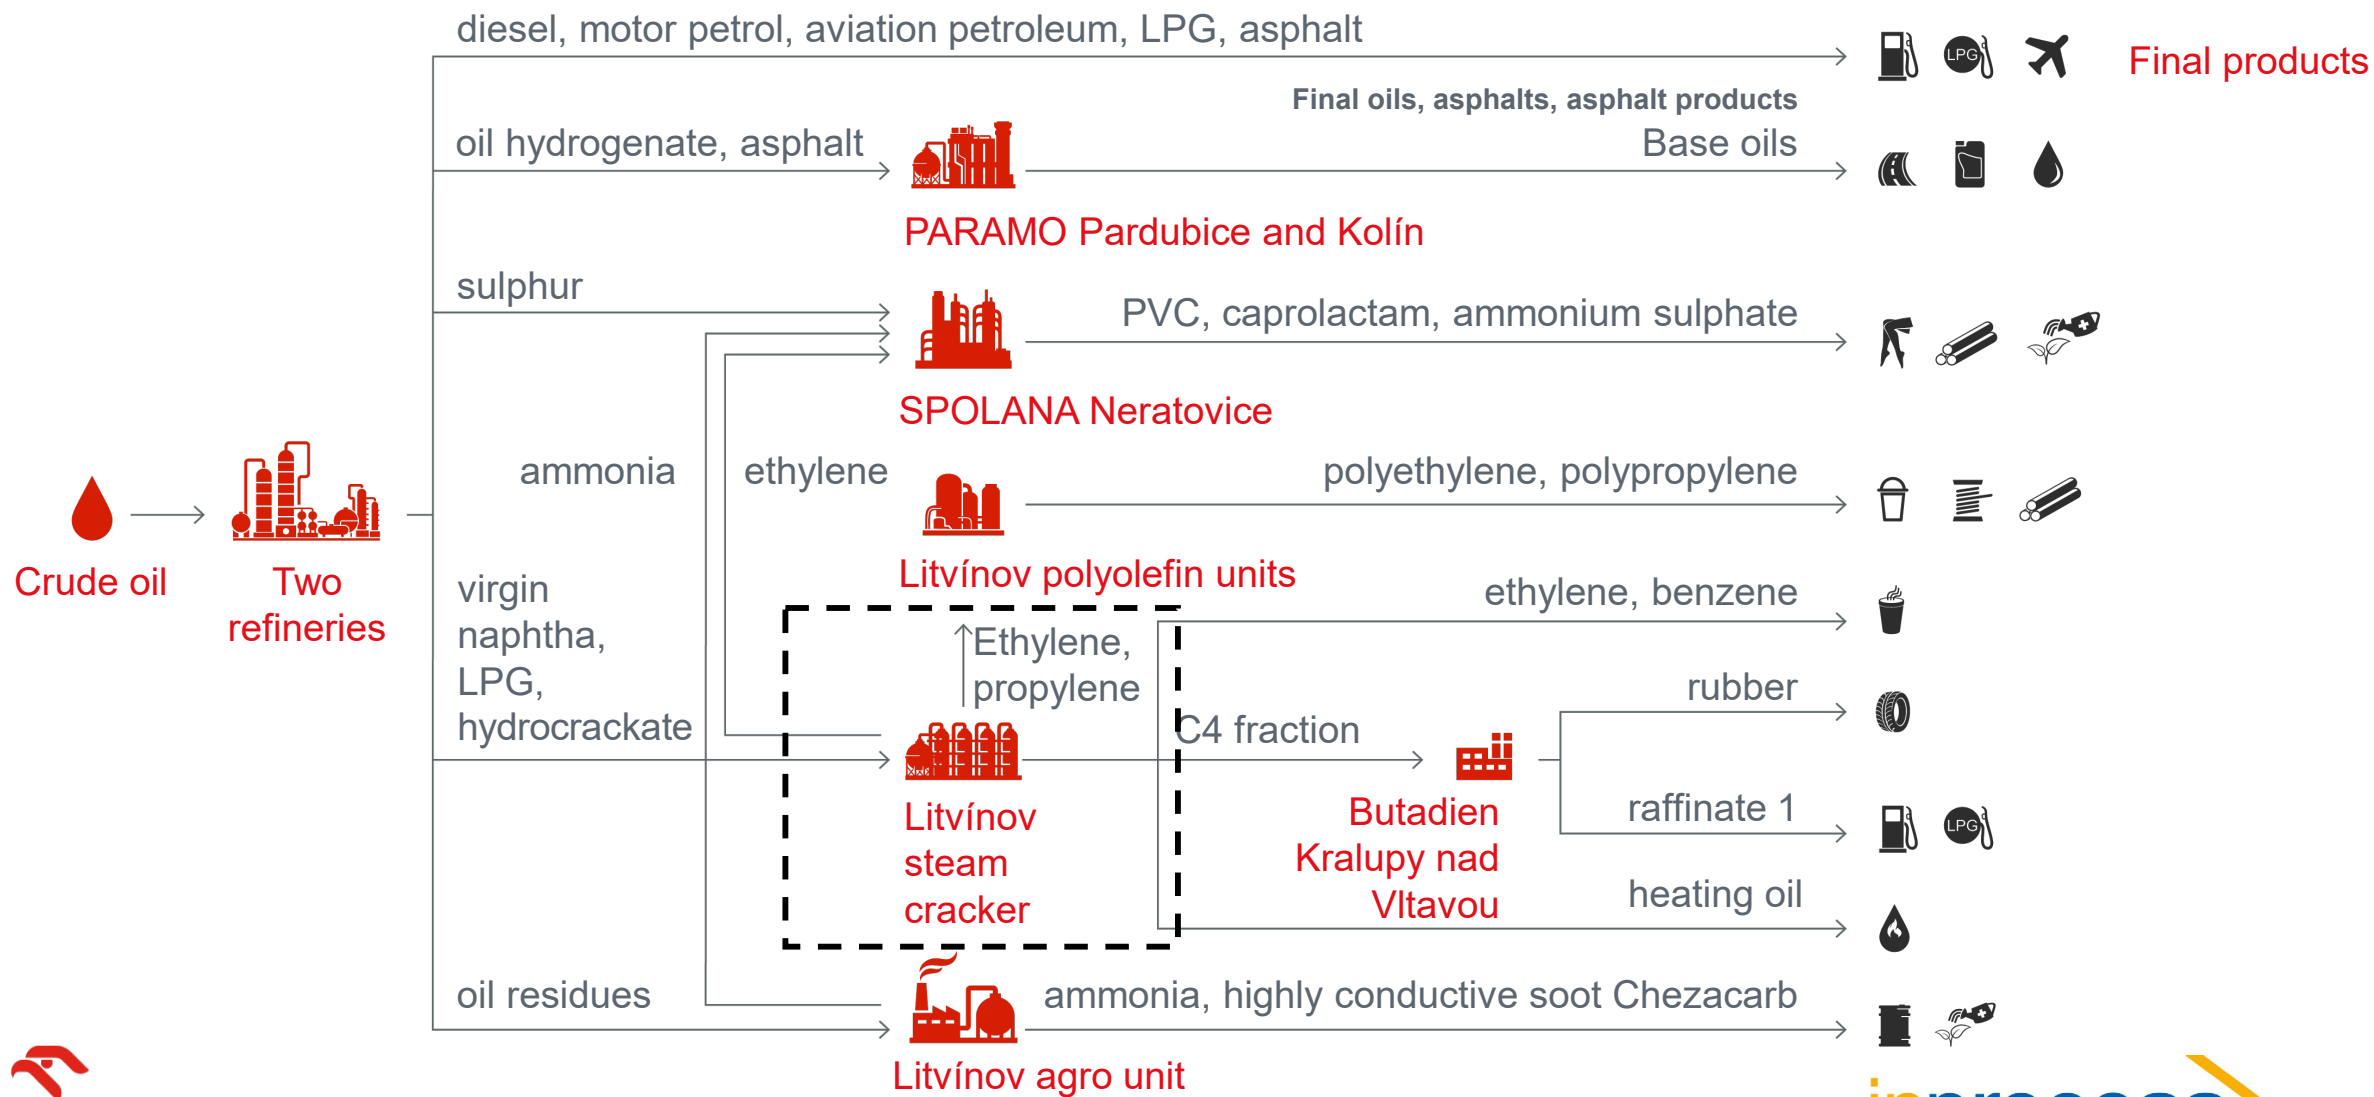 diesel, motor petrol, aviation petroleum, LPG, asphalt
LPG
Final products
Final oils, asphalts, asphalt products
oil hydrogenate, asphalt
Base oils
PARAMO Pardubice and Kolín
sulphur
PVC, caprolactam, ammonium sulphate
SPOLANA Neratovice
ammonia
ethylene
polyethylene, polypropylene
Crude oil
Two
refineries
Litvínov polyolefin units
virgin
naphtha,
LPG,
hydrocrackate
ethylene, benzene
Ethylene,
propylene
rubber
C4 fraction
Litvínov
steam
cracker
Butadien
Kralupy nad
Vltavou
raffinate 1
LPG
heating oil
oil residues
ammonia, highly conductive soot Chezacarb
Litvínov agro unit